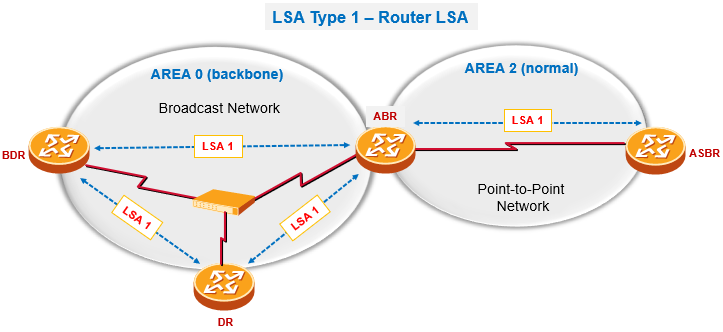 LSA Type 1 – Router LSA
AREA 0 (backbone)
Broadcast Network
BDR
LSA 1
ABR
LSA 1
LSA 1
DR
AREA 2 (normal)
LSA 1
ASBR
Point-to-Point
Network